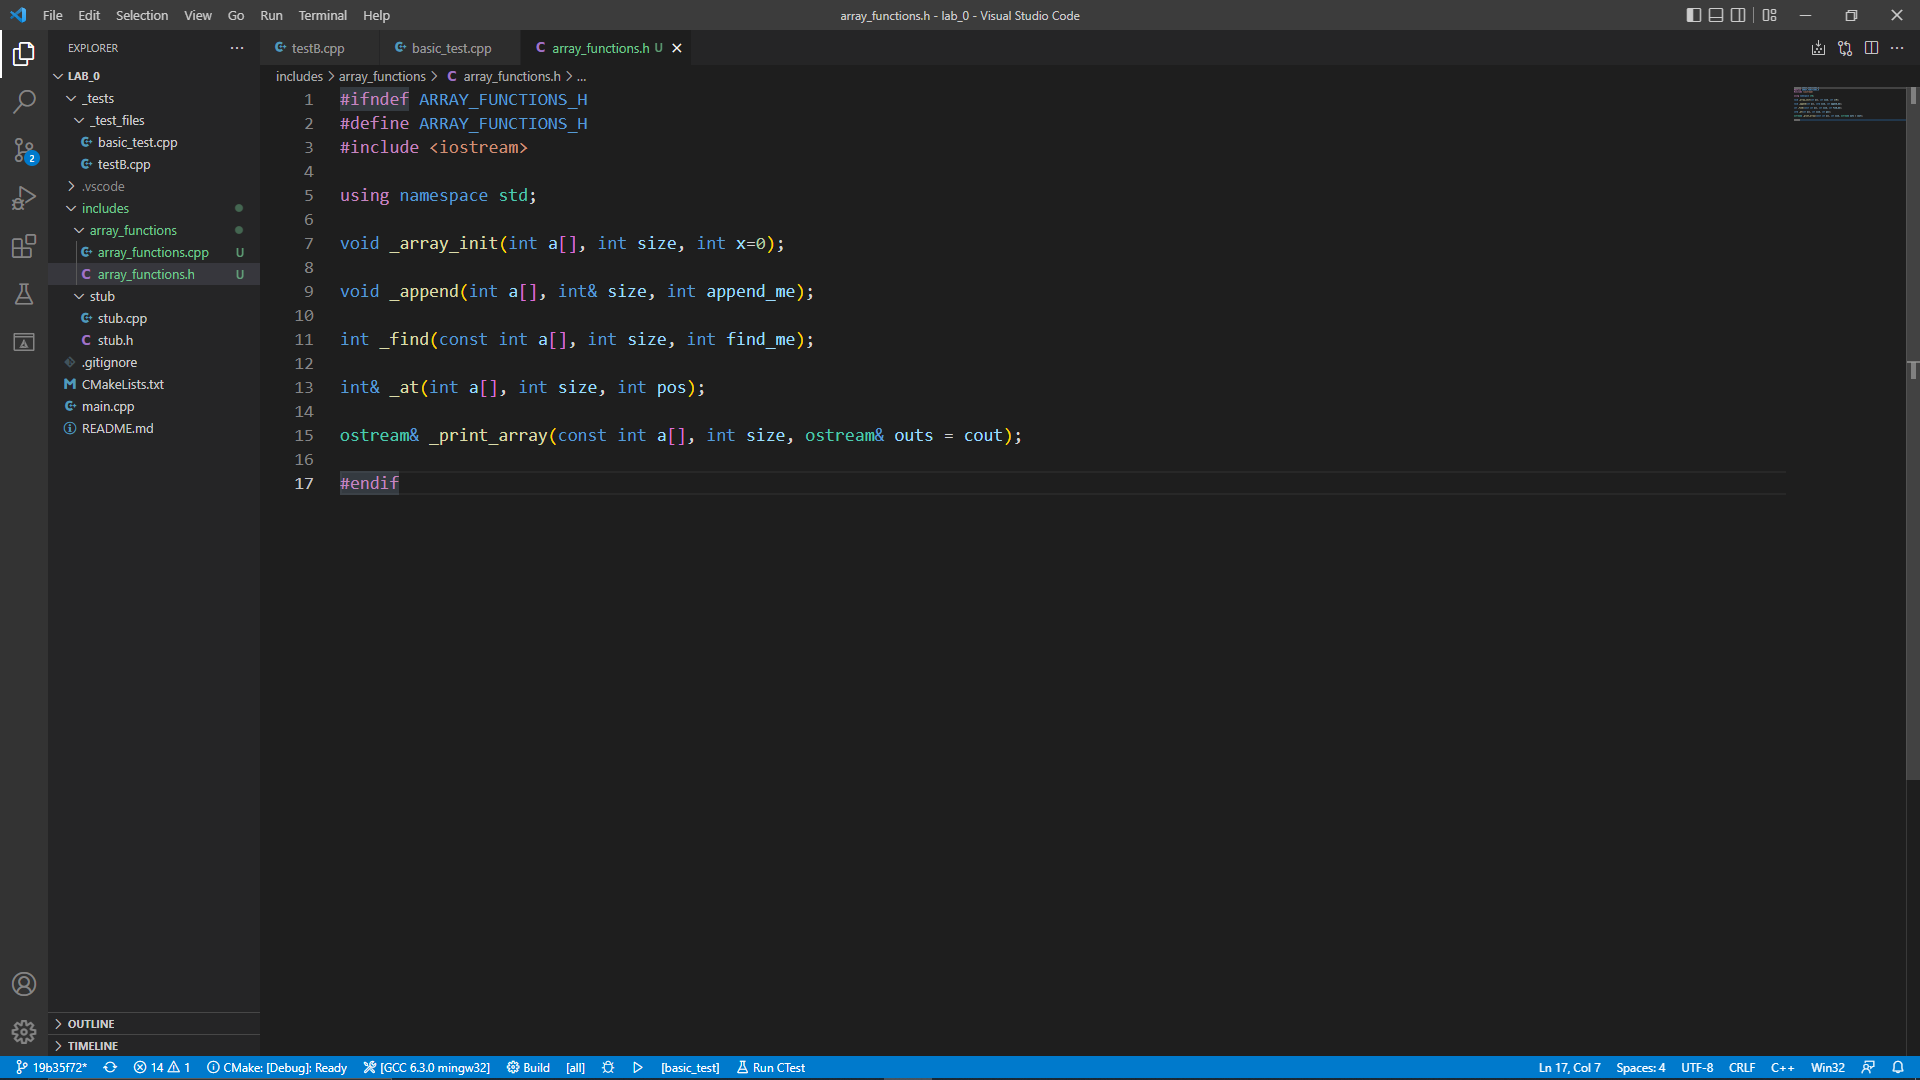 File Edit Selection View Go Run Terminal Help
array_functions.h - lab_0 - Visual Studio Code
EXPLORER
LAB_0
_tests
_test_files
basic_test.cpp
testB.cpp
.vscode
includes
array_functions
array_functions.cpp U
array_functions.h U
stub
stub.cpp
stub.h
.gitignore
CMakeLists.txt
main.cpp
README.md
OUTLINE
TIMELINE
2
testB.cpp basic_test.cpp array_functions.h U
includes > array_functions > C array_functions.h > ...
1 #ifndef ARRAY_FUNCTIONS_H
2 #define ARRAY_FUNCTIONS_H
3 #include <iostream>
4
5 using namespace std;
6
7 void _array_init(int a[], int size, int x=0);
8
9 void _append(int a[], int& size, int append_me);
10
11 int _find(const int a[], int size, int find_me);
12
13 int& _at(int a[], int size, int pos);
14
15 ostream& _print_array(const int a[], int size, ostream& outs = cout);
16
17 #endif
19b35f72* 14 1 CMake: [Debug]: Ready [GCC 6.3.0 mingw32] Build [all] [basic_test] Run CTest Ln 17, Col 7 Spaces: 4 UTF-8 CRLF C++ Win32